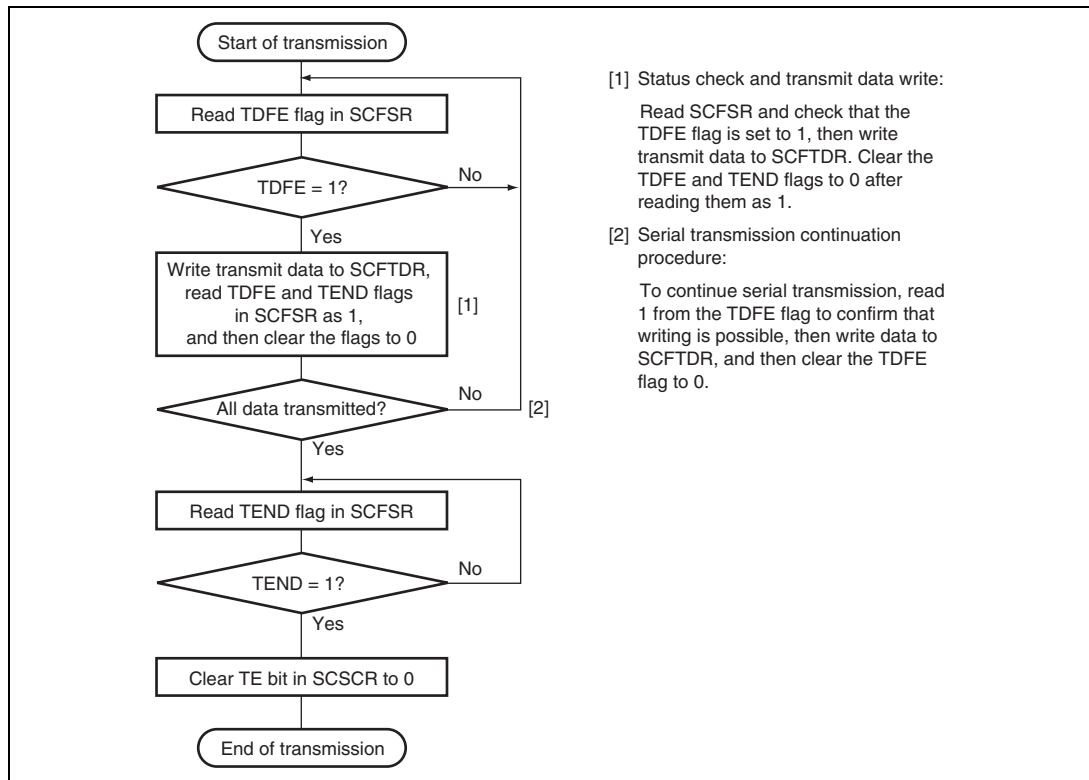 Start of transmission
Read TDFE flag in SCFSR
TDFE = 1?
No
Yes
Write transmit data to SCFTDR,
read TDFE and TEND flags
in SCFSR as 1,
and then clear the flags to 0
[1]
All data transmitted?
No
[2]
Yes
Read TEND flag in SCFSR
TEND = 1?
No
Yes
Clear TE bit in SCSCR to 0
End of transmission
[1] Status check and transmit data write:
Read SCFSR and check that the
TDFE flag is set to 1, then write
transmit data to SCFTDR. Clear the
TDFE and TEND flags to 0 after
reading them as 1.
[2] Serial transmission continuation
procedure:
To continue serial transmission, read
1 from the TDFE flag to confirm that
writing is possible, then write data to
SCFTDR, and then clear the TDFE
flag to 0.